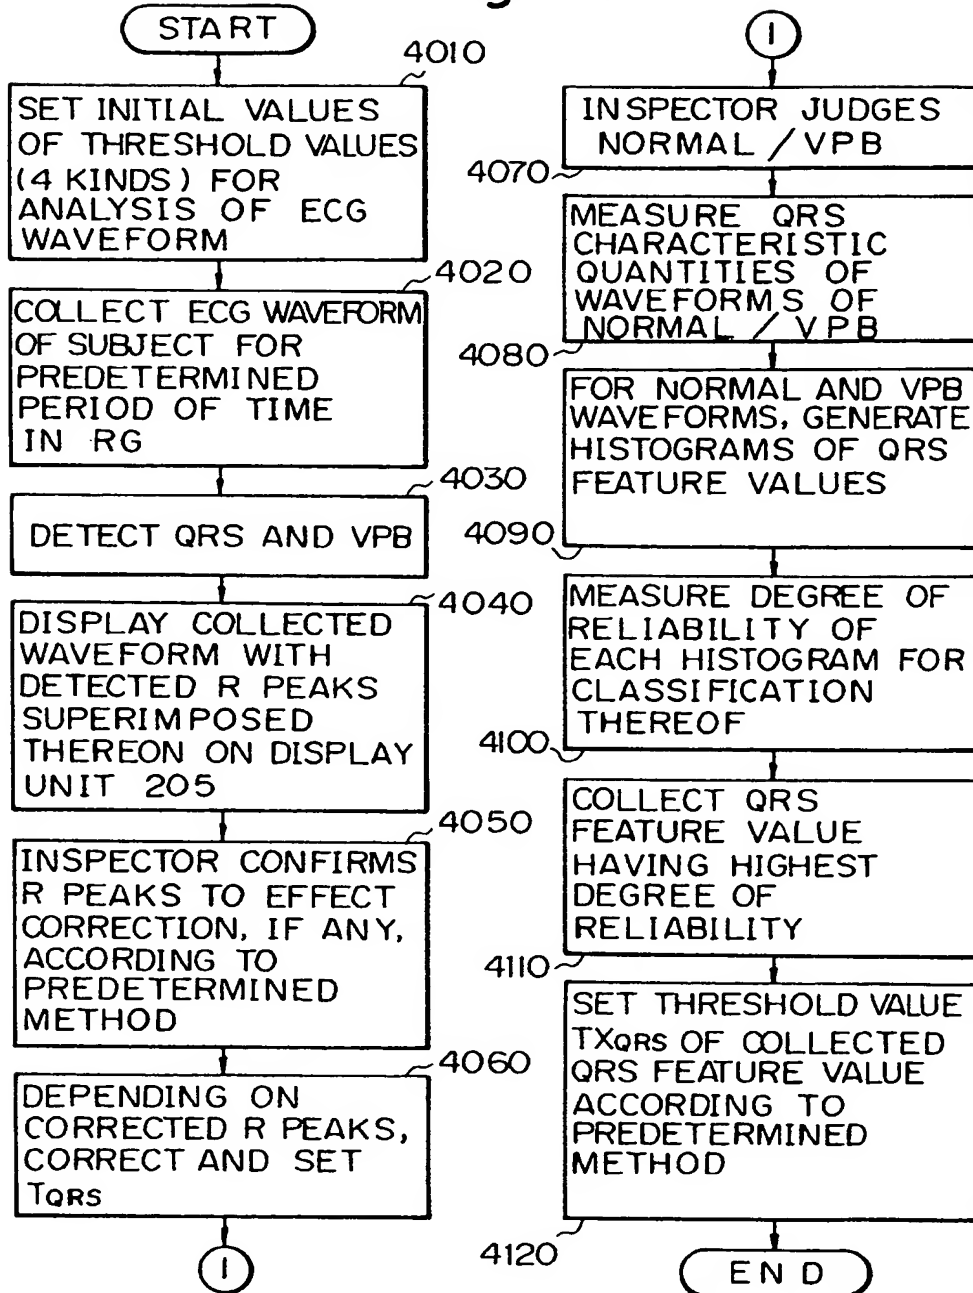 START
4010
SET INITIAL VALUES
OF THRESHOLD VALUES
(4 KINDS) FOR
ANALYSIS OF ECG
WAVEFORM
4020
COLLECT ECG WAVEFORM
OF SUBJECT FOR
PREDETERMINED
PERIOD OF TIME
IN RG
4030
DETECT QRS AND VPB
4040
DISPLAY COLLECTED
WAVEFORM WITH
DETECTED R PEAKS
SUPERIMPOSED
THEREON ON DISPLAY
UNIT 205
4050
INSPECTOR CONFIRMS
R PEAKS TO EFFECT
CORRECTION, IF ANY,
ACCORDING TO
PREDETERMINED
METHOD
4060
DEPENDING ON
CORRECTED R PEAKS,
CORRECT AND SET
TQRS
1
1
INSPECTOR JUDGES
NORMAL / VPB
4070
MEASURE QRS
CHARACTERISTIC
QUANTITIES OF
WAVEFORMS OF
NORMAL / VPB
4080
FOR NORMAL AND VPB
WAVEFORMS, GENERATE
HISTOGRAMS OF QRS
FEATURE VALUES
4090
MEASURE DEGREE OF
RELIABILITY OF
EACH HISTOGRAM FOR
CLASSIFICATION
THEREOF
4100
COLLECT QRS
FEATURE VALUE
HAVING HIGHEST
DEGREE OF
RELIABILITY
4110
SET THRESHOLD VALUE
TXQRS OF COLLECTED
QRS FEATURE VALUE
ACCORDING TO
PREDETERMINED
METHOD
4120
END